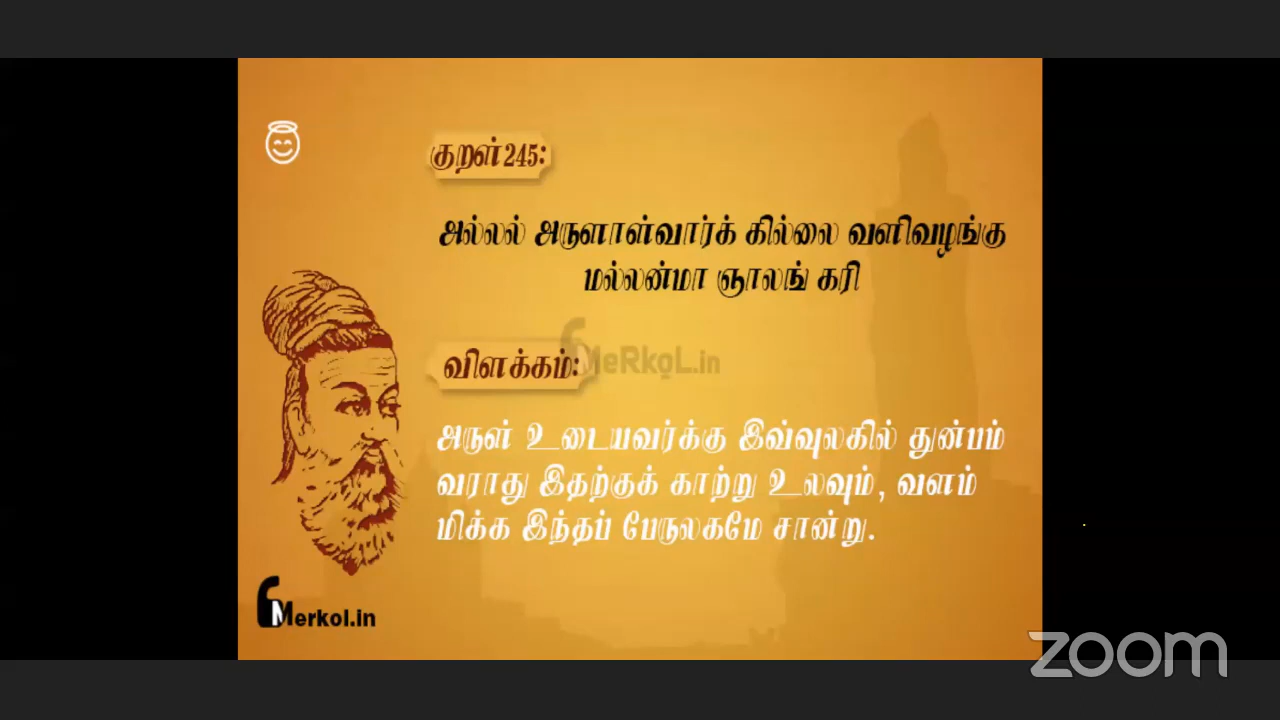 குறள் 245:
அல்லல் அருளாள்வார்க் கில்லை வளிவழங்கு
மல்லன்மா ஞாலங் கரி
MeRkoL.in
விளக்கம்:
அருள் உடையவர்க்கு இவ்வுலகில் துன்பம்
வராது இதற்குக் காற்று உலவும், வளம்
மிக்க இந்தப் பேருலகமே சான்று.
Merkol.in
zoom